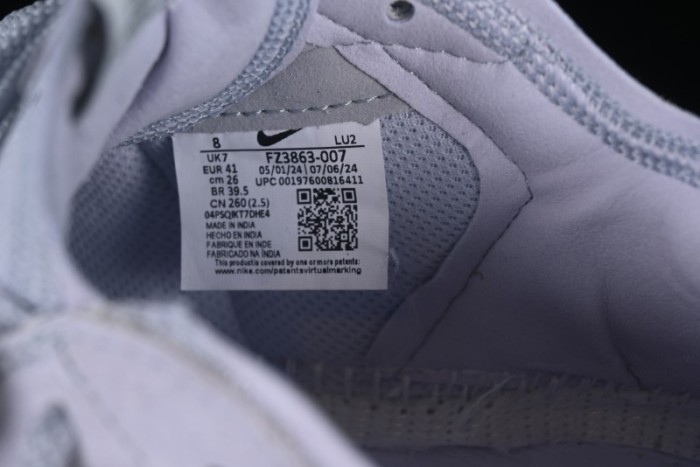 8 LU2
UK7 FZ3863-007
EUR 41 05/01/24 07/06/24
cm 26 UPC 00197600816411
BR 39.5
CN 260(2.5)
04PSQIKT7DHE4
MADE IN INDIA
HECHO EN INDIA
FABRIQUE EN INDE
FABRICADO NA ÍNDIA
This product is covered by one or more patents:
www.nike.com/patentsvirtualmarking